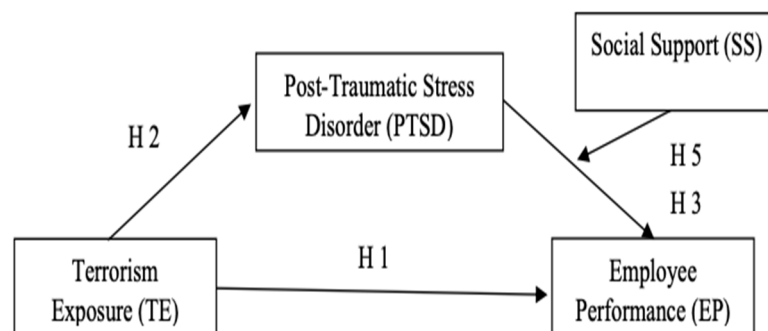 Social Support (SS)
Post-Traumatic Stress
Disorder (PTSD)
H 2
H 5
H 3
H 1
Terrorism
Exposure (TE)
Employee
Performance (EP)